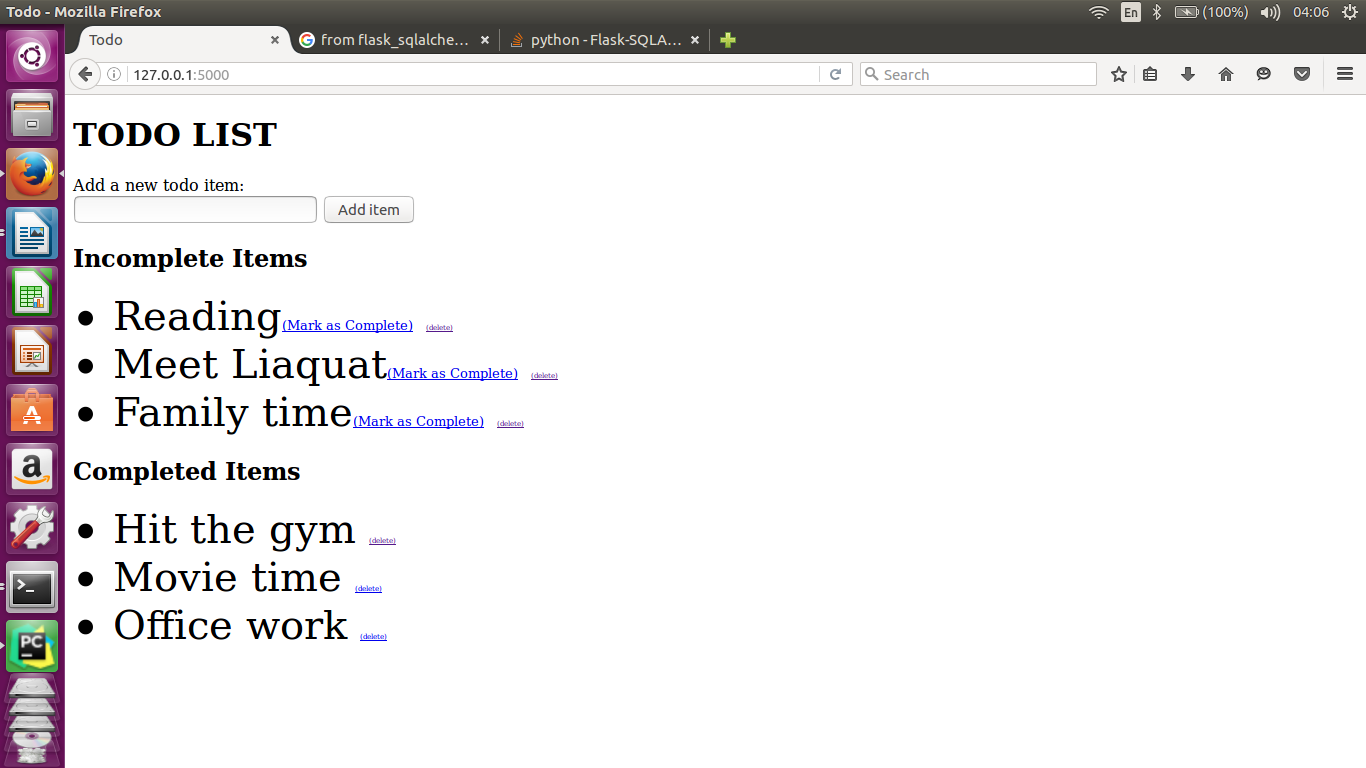 Todo - Mozilla Firefox
En (100%) 04:06
Todo from flask_sqlalche... python - Flask-SQLA...
127.0.0.1:5000 Search
TODO LIST
Add a new todo item:
Add item
Incomplete Items
Reading(Mark as Complete) (delete)
Meet Liaquat(Mark as Complete) (delete)
Family time(Mark as Complete) (delete)
Completed Items
Hit the gym (delete)
Movie time (delete)
Office work (delete)
A
a
>_
PC